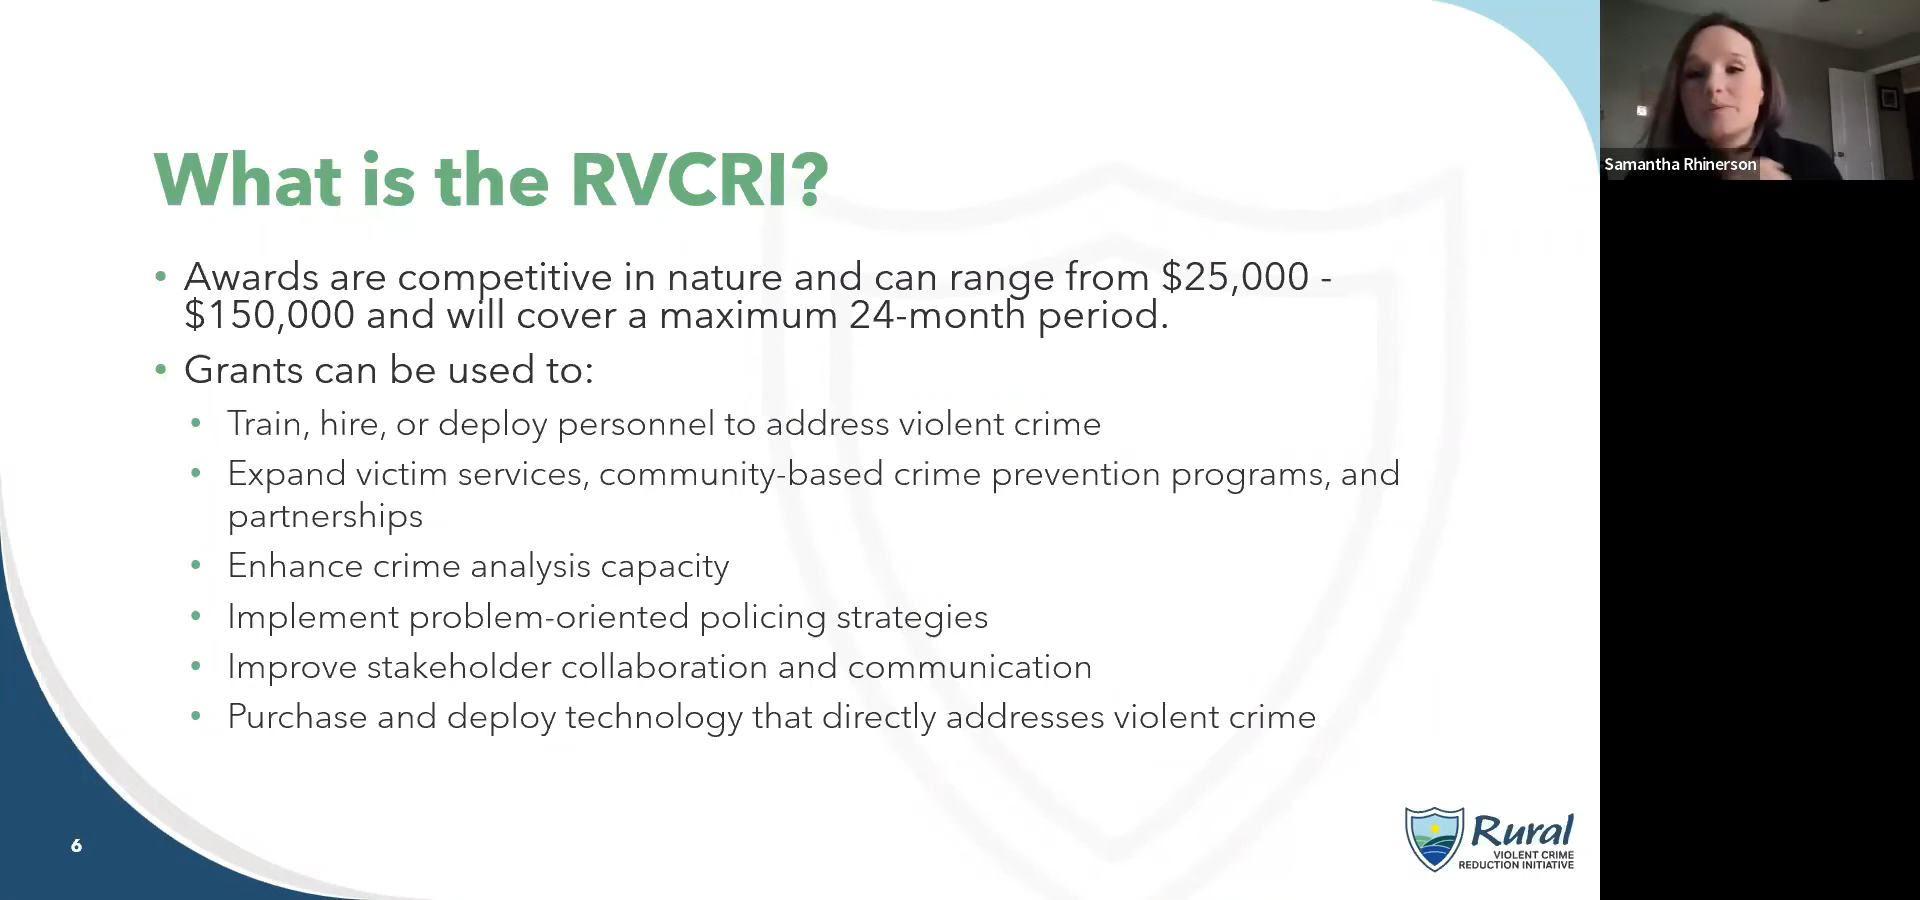 What is the RVCRI?
• Awards are competitive in nature and can range from $25,000 -
$150,000 and will cover a maximum 24-month period.
• Grants can be used to:
• Train, hire, or deploy personnel to address violent crime
• Expand victim services, community-based crime prevention programs, and
partnerships
• Enhance crime analysis capacity
• Implement problem-oriented policing strategies
• Improve stakeholder collaboration and communication
• Purchase and deploy technology that directly addresses violent crime
6
Rural
VIOLENT CRIME
REDUCTION INITIATIVE
Samantha Rhinerson